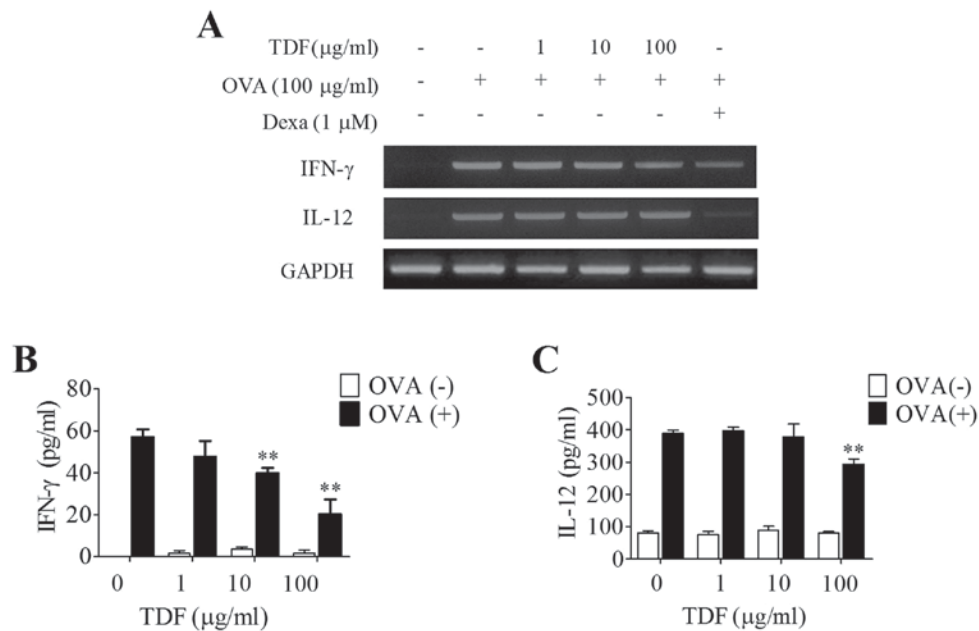 A
TDF(μg/ml) - - 1 10 100 -
OVA (100 μg/ml) - + + + + +
Dexa (1 μM) - - - - - +
IFN-γ
IL-12
GAPDH
B
OVA (-)
OVA (+)
IFN-γ (pg/ml)
80
60
40
20
0
** **
0 1 10 100
TDF (μg/ml)
C
OVA(-)
OVA(+)
IL-12 (pg/ml)
500
400
300
200
100
0
**
0 1 10 100
TDF (μg/ml)